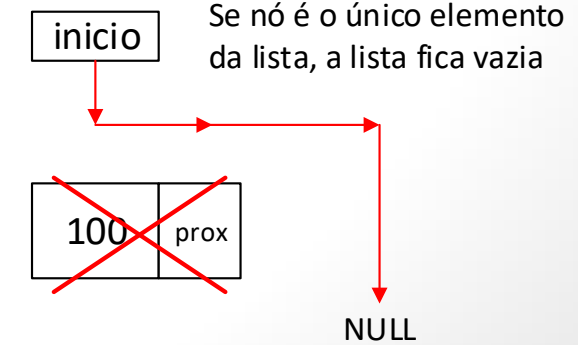 inicio
Se nó é o único elemento
da lista, a lista fica vazia
100 prox
NULL